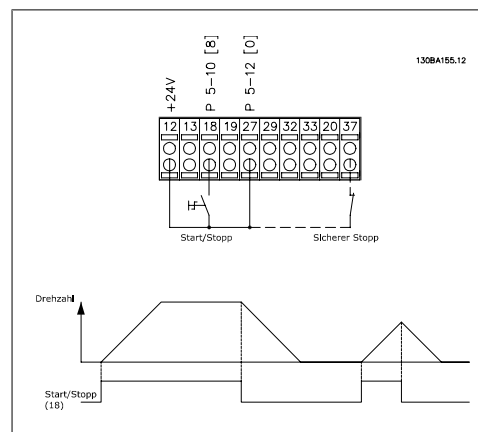 130BA155.12
+24V
P 5-10 [8]
P 5-12 [0]
12 13 18 19 27 29 32 33 20 37
Start/Stopp
Sicherer Stopp
Drehzahl
Start/Stopp
(18)